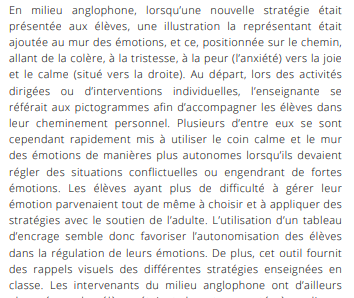 En milieu anglophone, lorsqu'une nouvelle stratégie était
présentée aux élèves, une illustration la représentant était
ajoutée au mur des émotions, et ce, positionnée sur le chemin,
allant de la colère, à la tristesse, à la peur (l'anxiété) vers la joie
et le calme (situé vers la droite). Au départ, lors des activités
dirigées ou d'interventions individuelles, l'enseignante se
référait aux pictogrammes afin d'accompagner les élèves dans
leur cheminement personnel. Plusieurs d'entre eux se sont
cependant rapidement mis à utiliser le coin calme et le mur
des émotions de manières plus autonomes lorsqu'ils devaient
régler des situations conflictuelles ou engendrant de fortes
émotions. Les élèves ayant plus de difficulté à gérer leur
émotion parvenaient tout de même à choisir et à appliquer des
stratégies avec le soutien de l'adulte. L'utilisation d'un tableau
d'encrage semble donc favoriser l'autonomisation des élèves
dans la régulation de leurs émotions. De plus, cet outil fournit
des rappels visuels des différentes stratégies enseignées en
classe. Les intervenants du milieu anglophone ont d'ailleurs